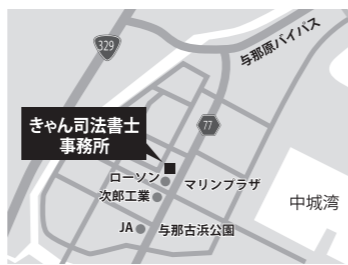 329
与那原バイパス
77
きゃん司法書士
事務所
ローソン
マリンプラザ
次郎工業
中城湾
JA
与那古浜公園